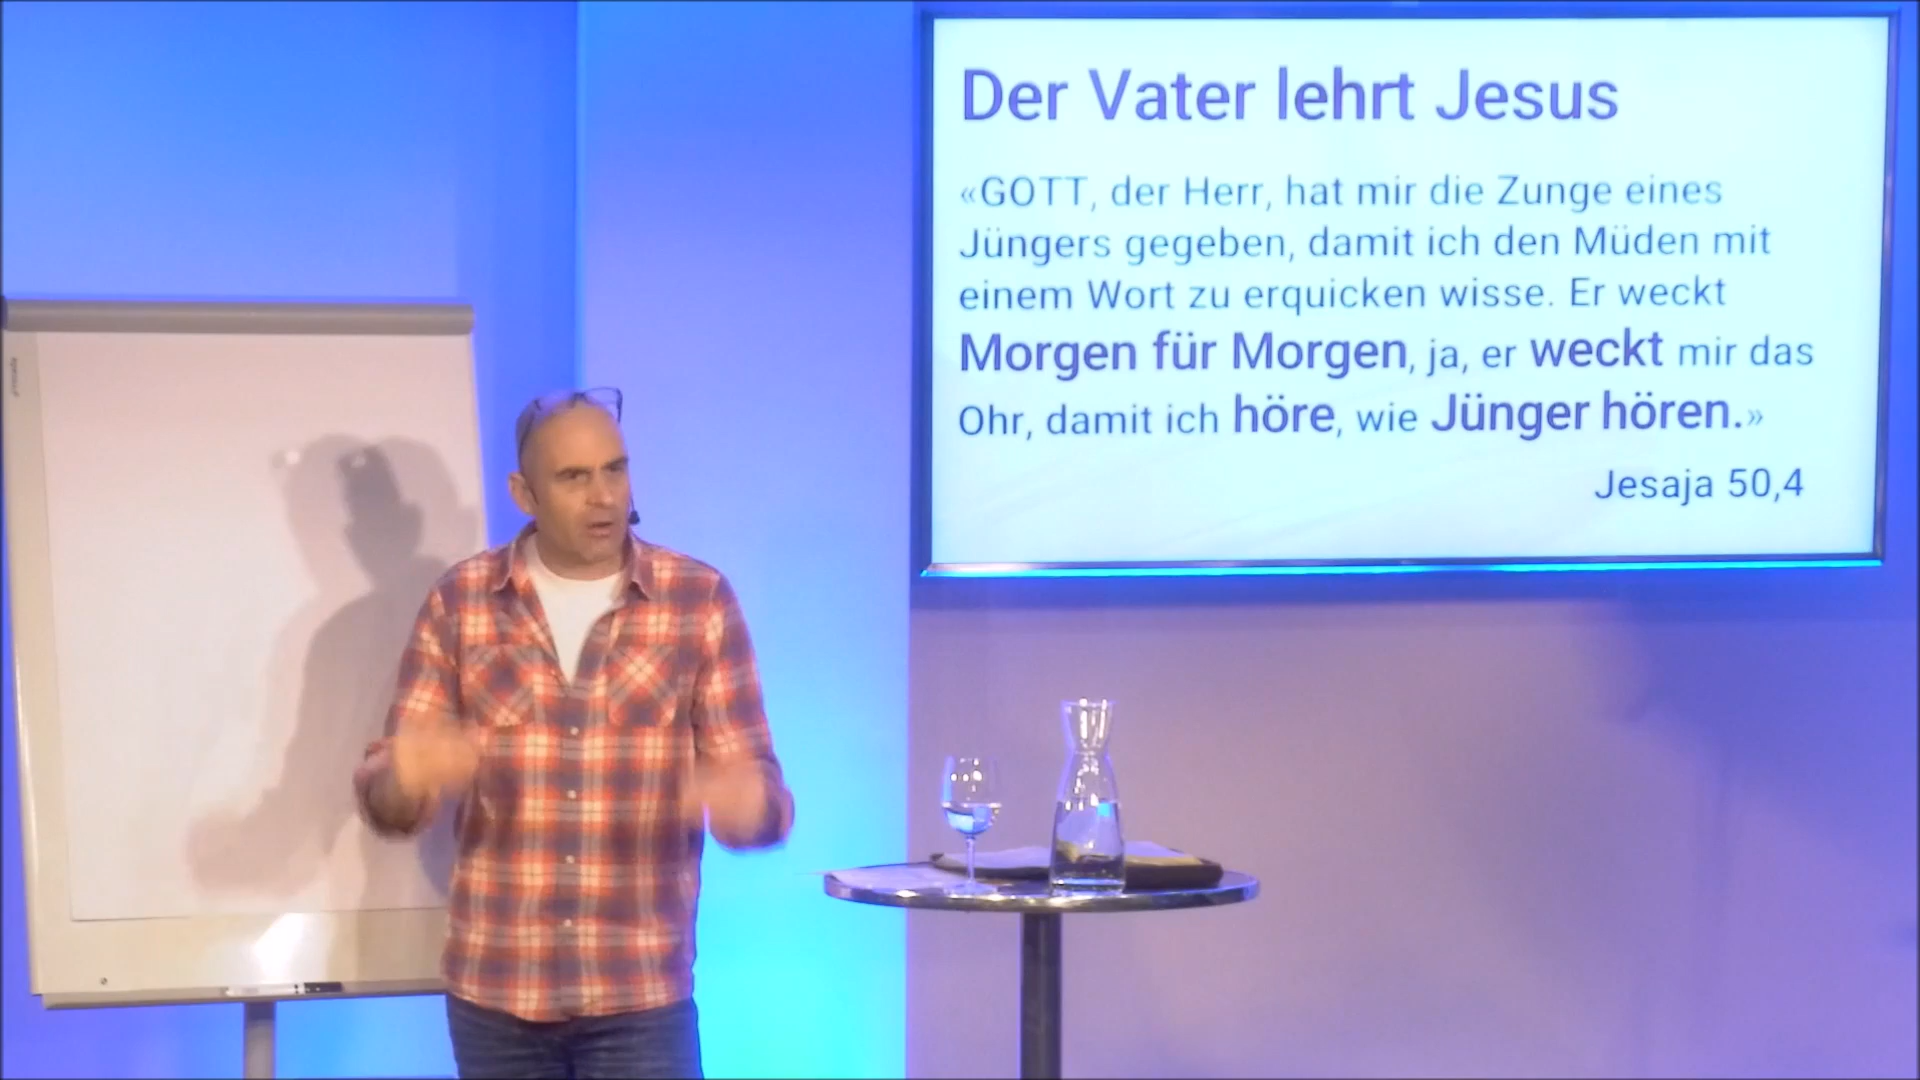 Der Vater lehrt Jesus
«GOTT, der Herr, hat mir die Zunge eines
Jüngers gegeben, damit ich den Müden mit
einem Wort zu erquicken wisse. Er weckt
Morgen für Morgen, ja, er weckt mir das
Ohr, damit ich höre, wie Jünger hören.»
Jesaja 50,4